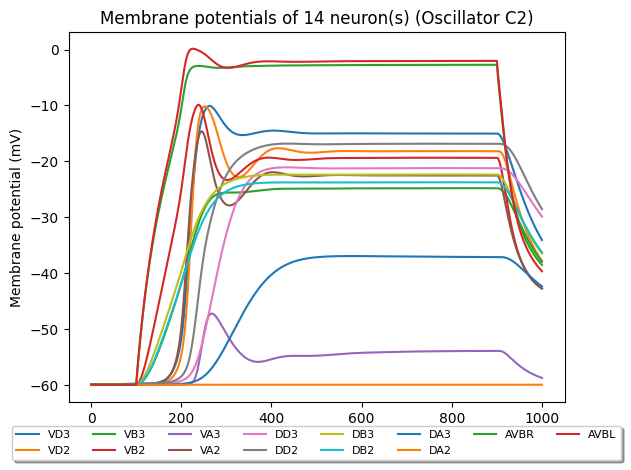 Membrane potentials of 14 neuron(s) (Oscillator C2)
Membrane potential (mV)
0
−10
−20
−30
−40
−50
−60
0 200 400 600 800 1000
VD3 VB3 VA3 DD3 DB3 DA3 AVBR AVBL
VD2 VB2 VA2 DD2 DB2 DA2